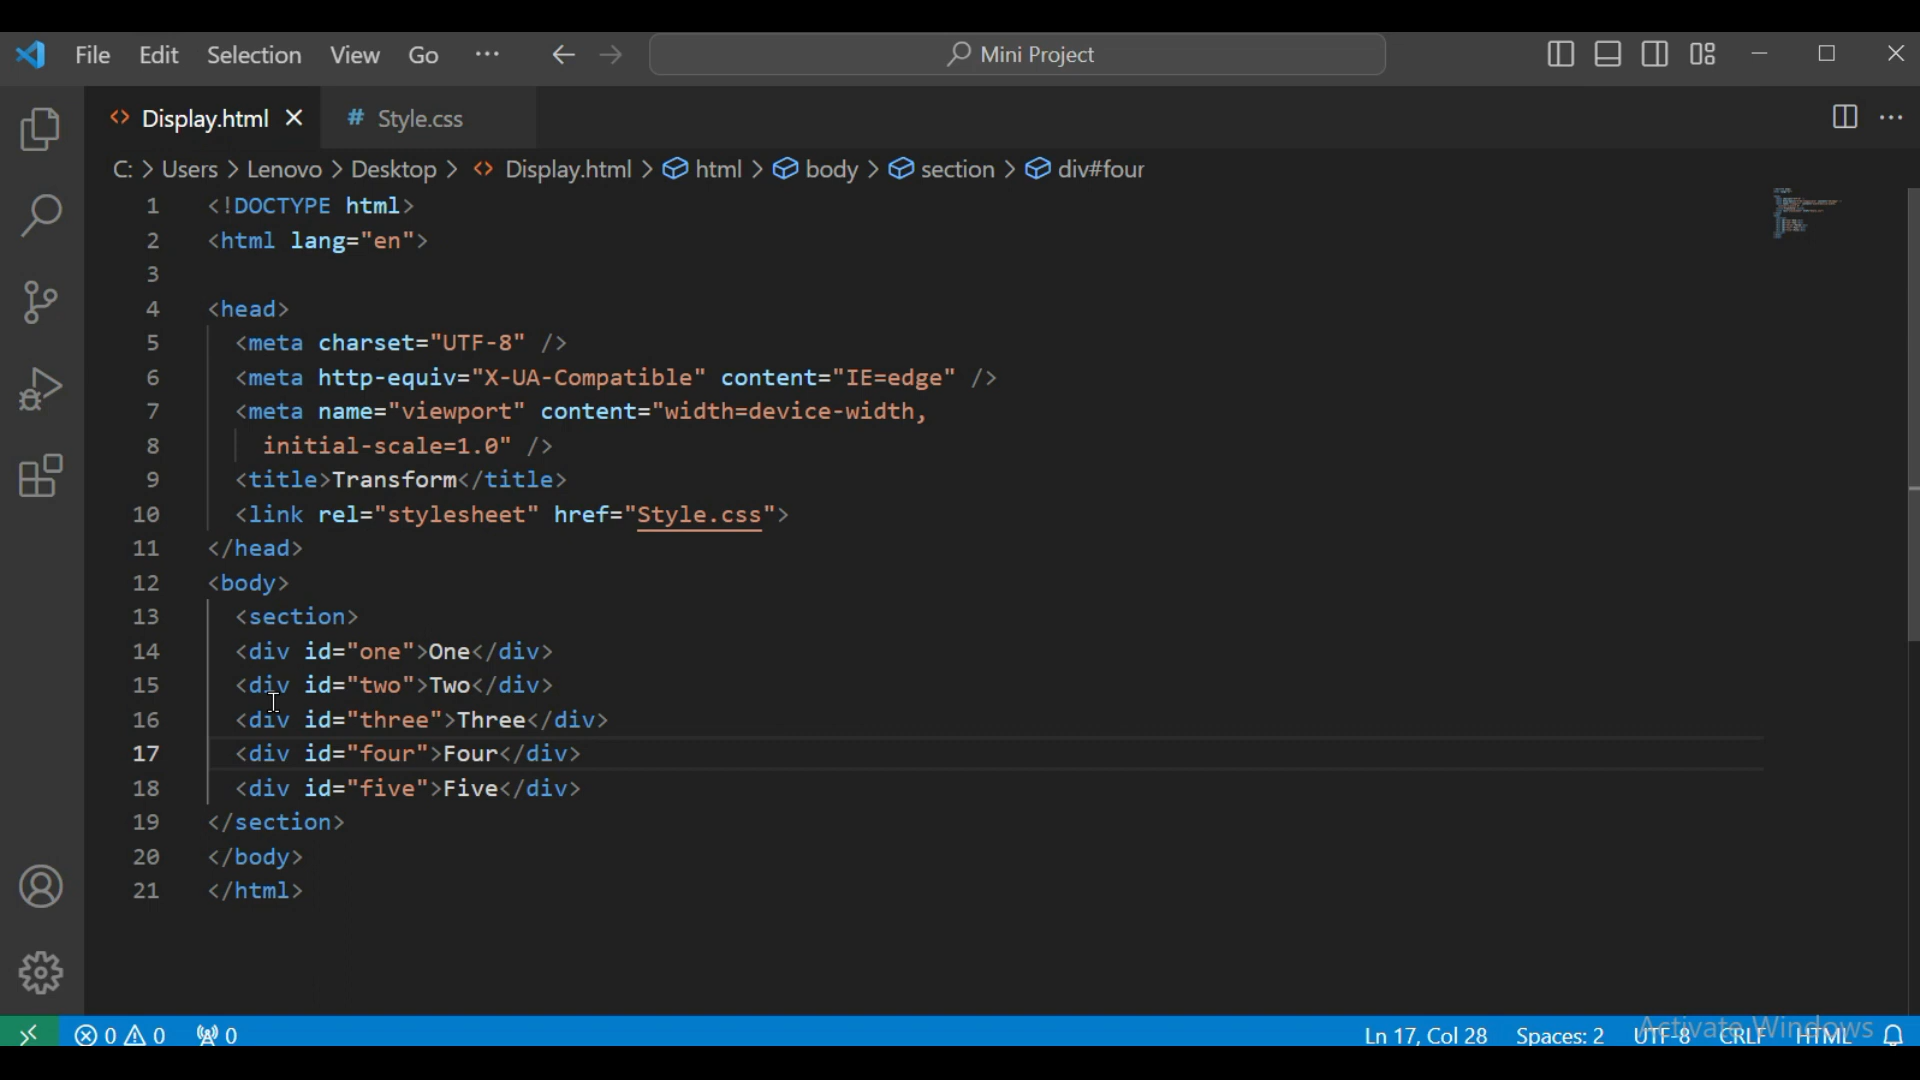 File Edit Selection View Go ··· Mini Project
Display.html Style.css
C: > Users > Lenovo > Desktop > Display.html > html > body > section > div#four
1 <!DOCTYPE html>
2 <html lang="en">
3
4 <head>
5 <meta charset="UTF-8" />
6 <meta http-equiv="X-UA-Compatible" content="IE=edge" />
7 <meta name="viewport" content="width=device-width,
8 initial-scale=1.0" />
9 <title>Transform</title>
10 <link rel="stylesheet" href="Style.css">
11 </head>
12 <body>
13 <section>
14 <div id="one">One</div>
15 <div id="two">Two</div>
16 <div id="three">Three</div>
17 <div id="four">Four</div>
18 <div id="five">Five</div>
19 </section>
20 </body>
21 </html>
Activate Windows
0 0 0 Ln 17, Col 28 Spaces: 2 UTF-8 CRLF HTML